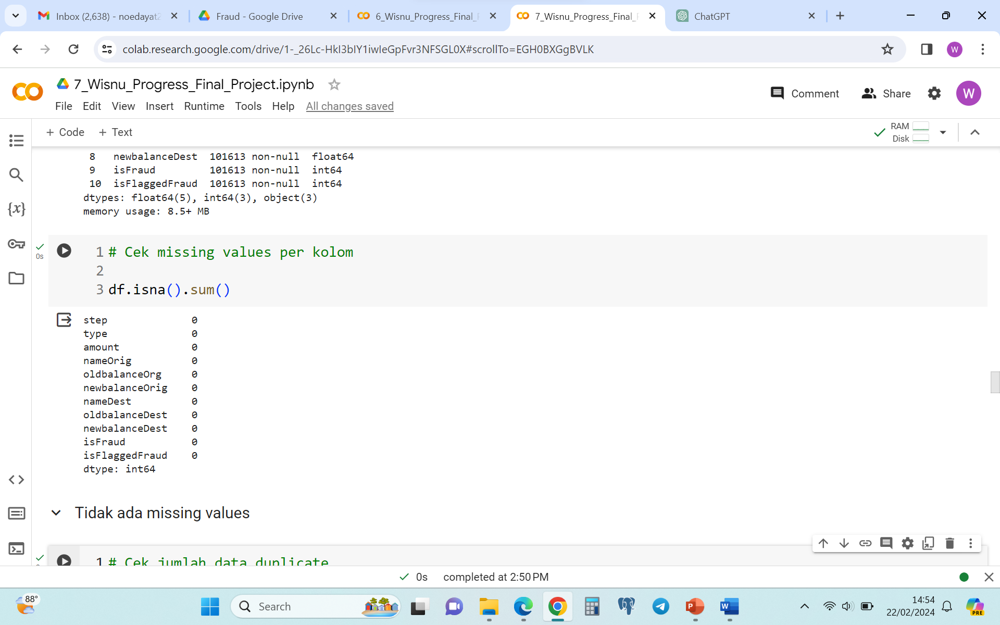 Inbox (2,638) - noedayat2
Fraud - Google Drive
6_Wisnu_Progress_Final_
7_Wisnu_Progress_Final_
ChatGPT
colab.research.google.com/drive/1-_26Lc-HkI3bIY1iwIeGpFvr3NFSGL0X#scrollTo=EGH0BXGgBVLK
W
7_Wisnu_Progress_Final_Project.ipynb
Comment
Share
W
File Edit View Insert Runtime Tools Help All changes saved
+ Code + Text
RAM
Disk
8 newbalanceDest 101613 non-null float64
9 isFraud 101613 non-null int64
10 isFlaggedFraud 101613 non-null int64
dtypes: float64(5), int64(3), object(3)
memory usage: 8.5+ MB
{x}
0s
1 # Cek missing values per kolom
2
3 df.isna().sum()
step 0
type 0
amount 0
nameOrig 0
oldbalanceOrg 0
newbalanceOrig 0
nameDest 0
oldbalanceDest 0
newbalanceDest 0
isFraud 0
isFlaggedFraud 0
dtype: int64
Tidak ada missing values
1 # Cek jumlah data duplicate
0s completed at 2:50 PM
88°
Search
P
W
14:54
22/02/2024
PRE